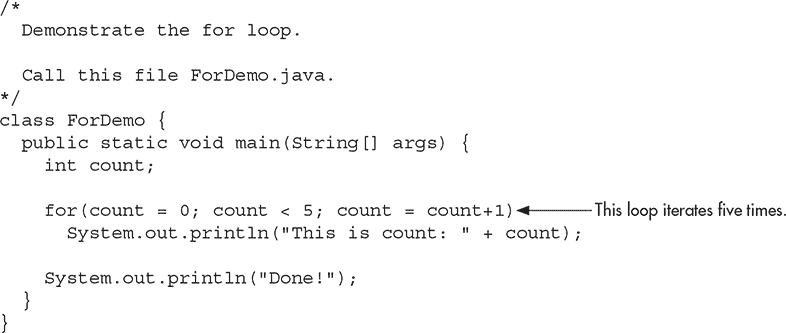 /*
  Demonstrate the for loop.

  Call this file ForDemo.java.
*/
class ForDemo {
  public static void main(String[] args) {
    int count;

    for(count = 0; count < 5; count = count+1) This loop iterates five times.
      System.out.println("This is count: " + count);

    System.out.println("Done!");
  }
}